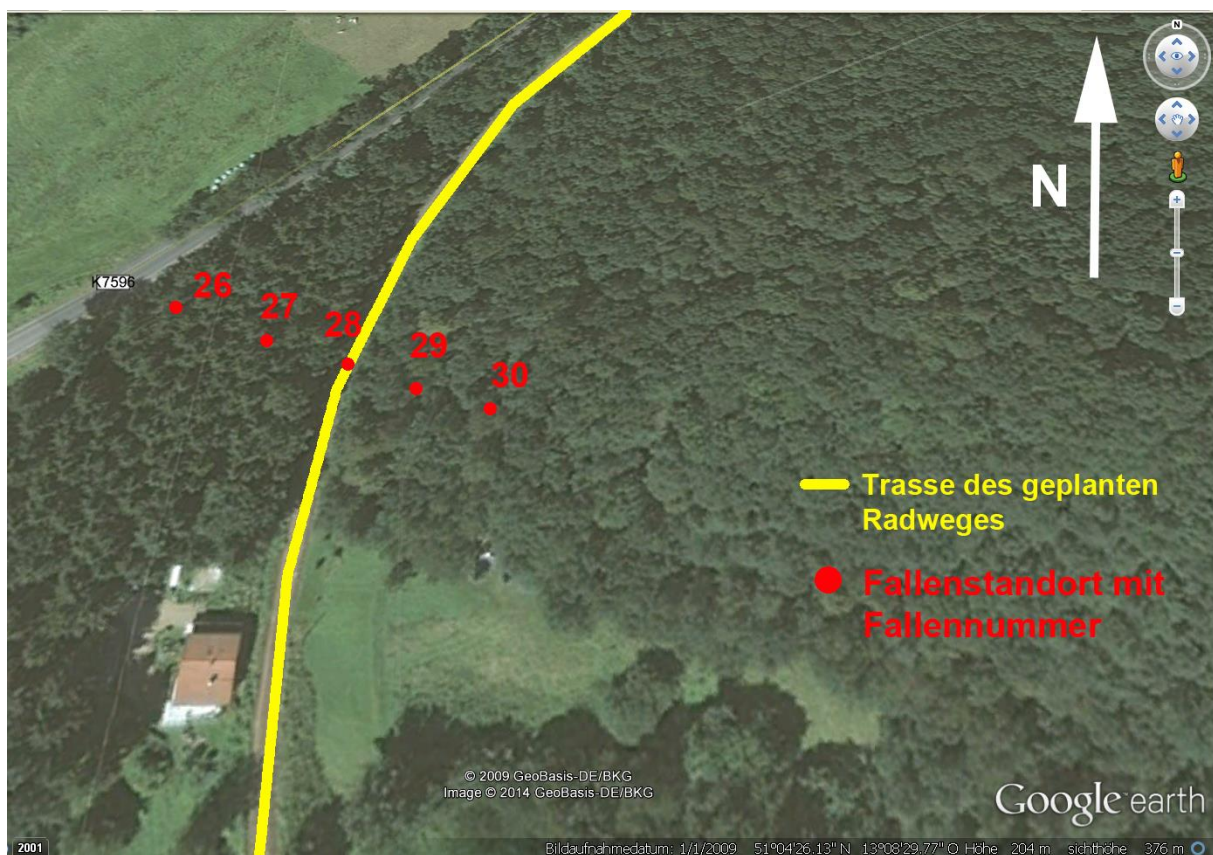 N
N
K7596
26
27
28
29
30
Trasse des geplanten
Radweges
Fallenstandort mit
Fallennummer
© 2009 GeoBasis-DE/BKG
Image © 2014 GeoBasis-DE/BKG
Google earth
2001
Bildaufnahmedatum: 1/1/2009 51°04'26.13" N 13°08'29.77" O Höhe 204 m sichthöhe 376 m